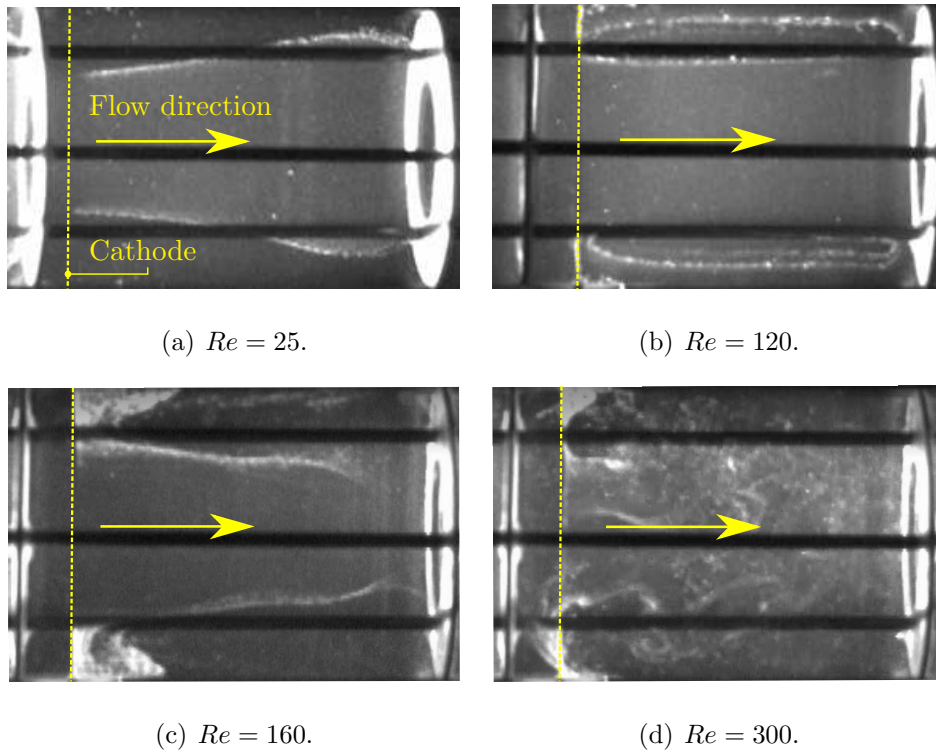 Flow direction
Cathode
(a) Re = 25.
(b) Re = 120.
(c) Re = 160.
(d) Re = 300.